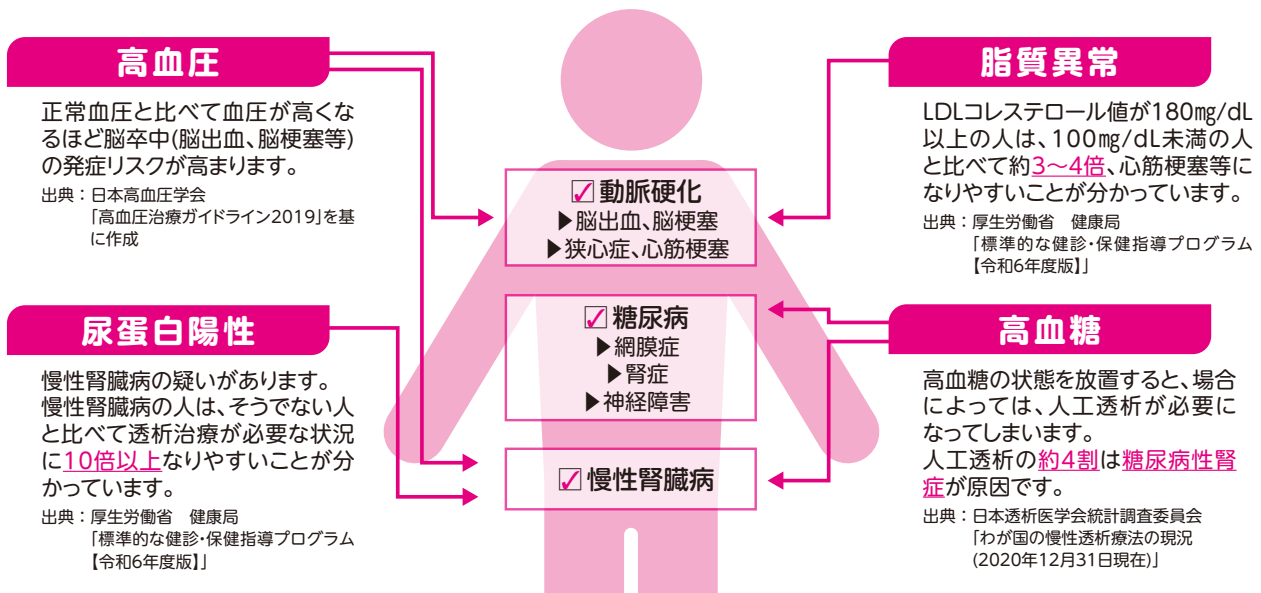 高血圧
正常血圧と比べて血圧が高くな
るほど脳卒中(脳出血、脳梗塞等)
の発症リスクが高まります。
出典：日本高血圧学会
「高血圧治療ガイドライン2019」を基
に作成
尿蛋白陽性
慢性腎臓病の疑いがあります。
慢性腎臓病の人は、そうでない人
と比べて透析治療が必要な状況
に10倍以上なりやすいことが分
かっています。
出典：厚生労働省　健康局
「標準的な健診・保健指導プログラム
【令和6年度版】」
☑動脈硬化
▶脳出血、脳梗塞
▶狭心症、心筋梗塞
☑糖尿病
▶網膜症
▶腎症
▶神経障害
☑慢性腎臓病
脂質異常
LDLコレステロール値が180㎎/dL
以上の人は、100㎎/dL未満の人
と比べて約3～4倍、心筋梗塞等に
なりやすいことが分かっています。
出典：厚生労働省　健康局
「標準的な健診・保健指導プログラム
【令和6年度版】」
高血糖
高血糖の状態を放置すると、場合
によっては、人工透析が必要に
なってしまいます。
人工透析の約4割は糖尿病性腎
症が原因です。
出典：日本透析医学会統計調査委員会
「わが国の慢性透析療法の現況
(2020年12月31日現在)」